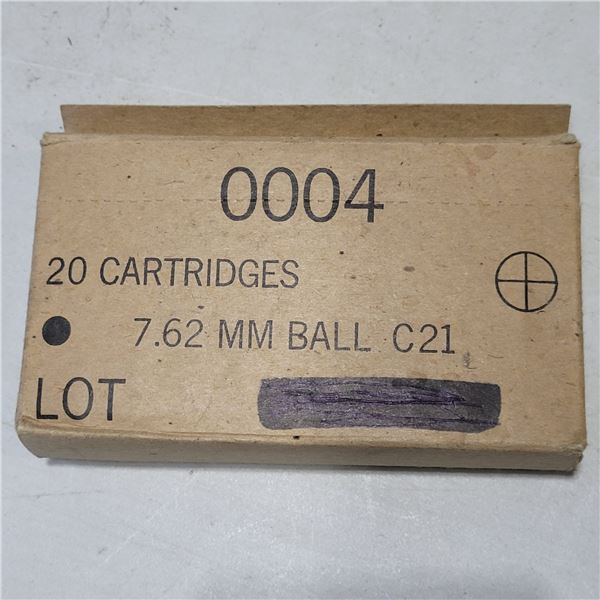 0004
20 CARTRIDGES
7.62 MM BALL C21
LOT